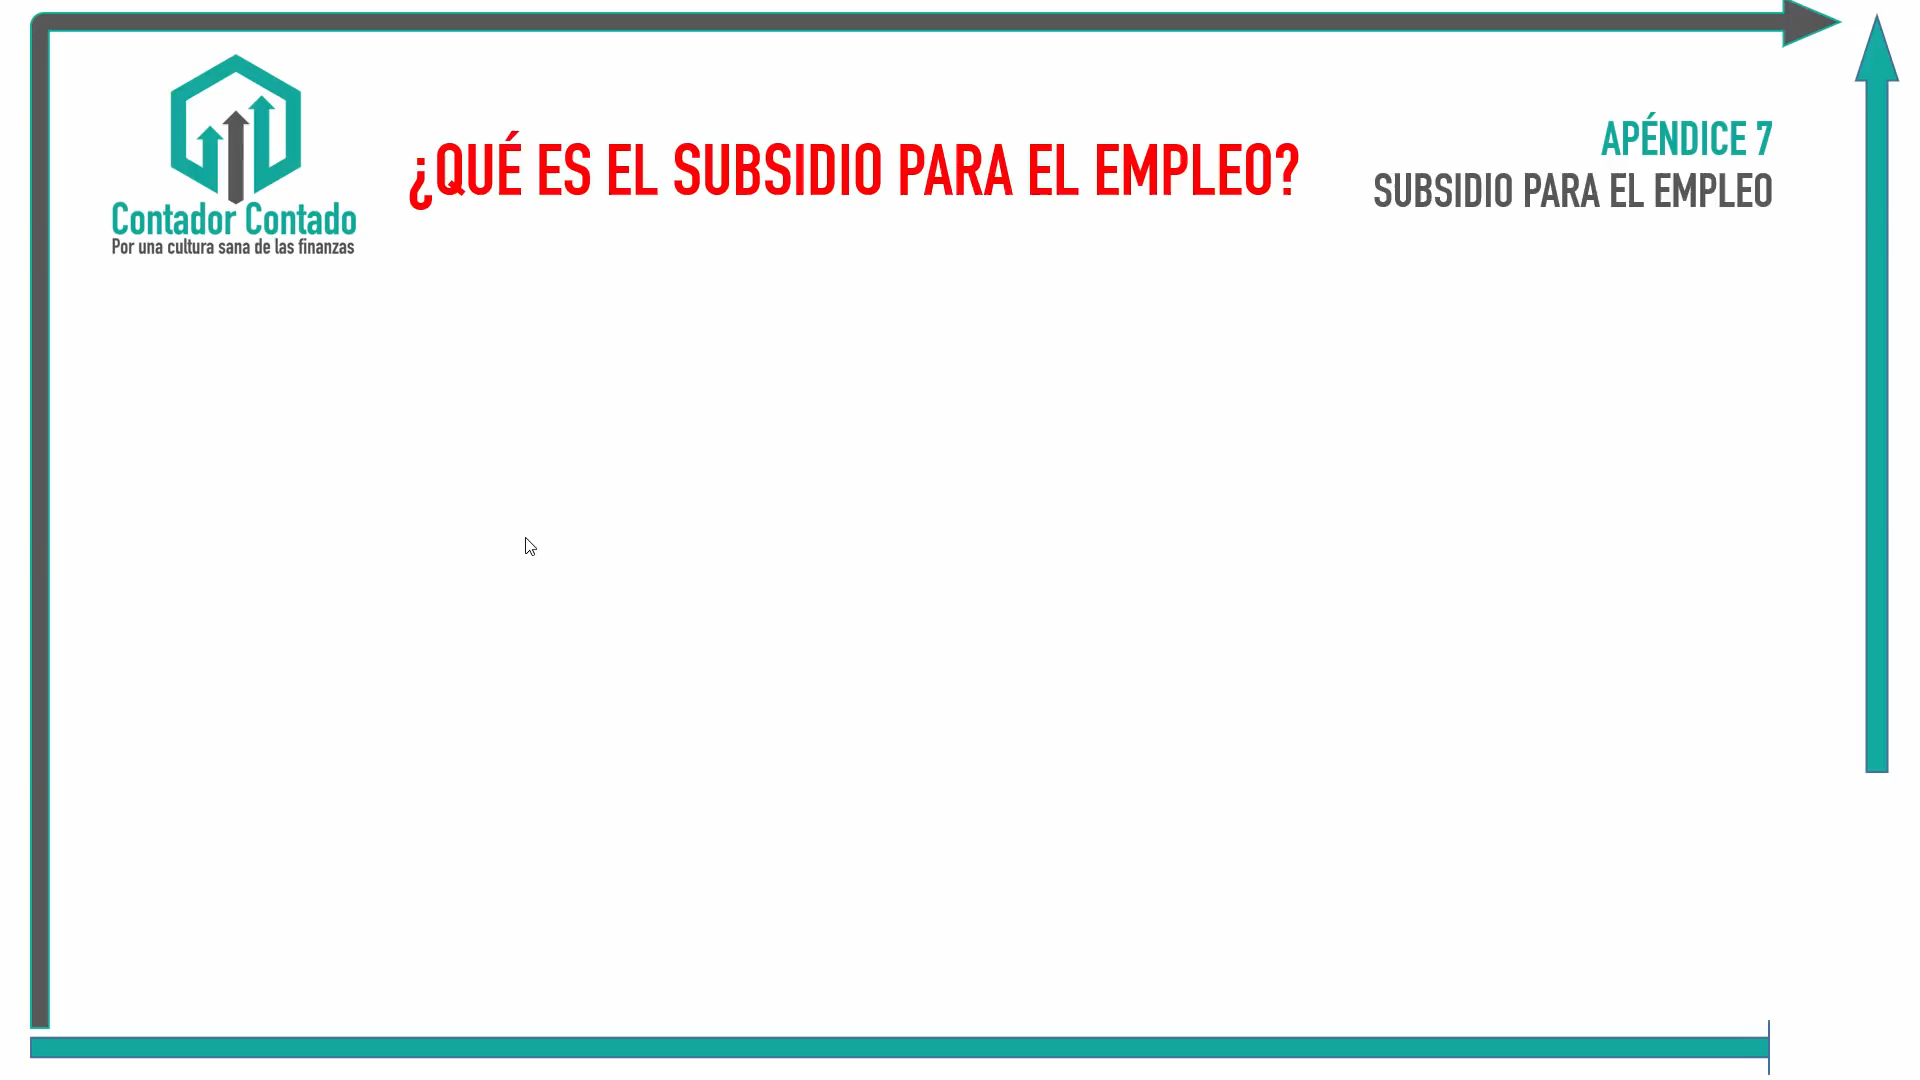 Contador Contado
Por una cultura sana de las finanzas
¿QUÉ ES EL SUBSIDIO PARA EL EMPLEO?
APÉNDICE 7
SUBSIDIO PARA EL EMPLEO